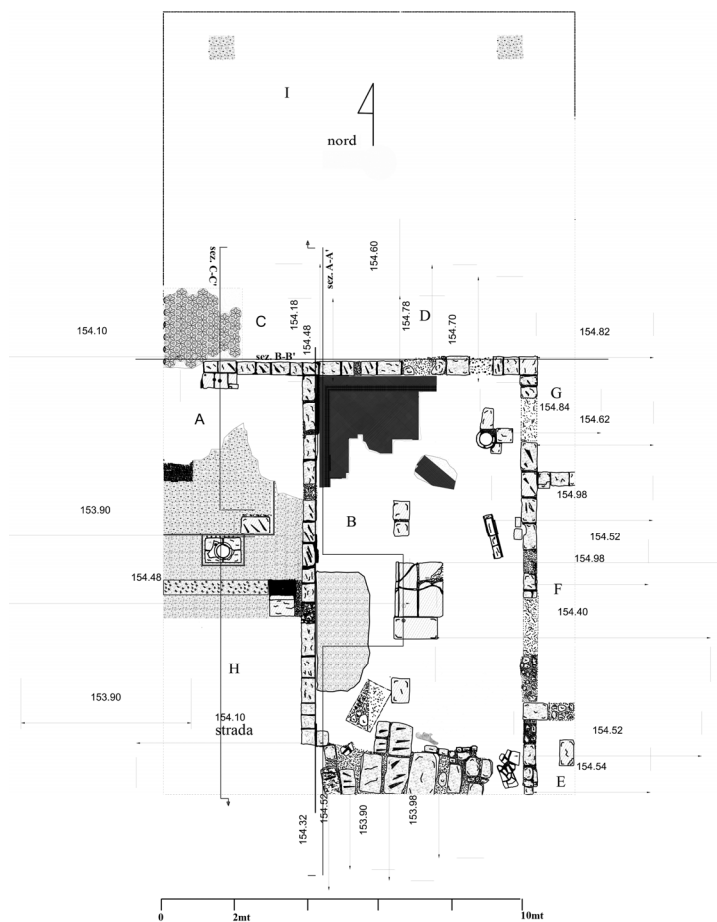 I
nord
sez. C-C'
sez. A-A'
154.60
154.10
C
154.18
154.48
sez. B-B'
154.78
D
154.70
154.82
A
G
154.84
154.62
153.90
B
154.98
154.52
154.98
154.48
F
154.40
H
153.90
154.10
strada
154.52
154.54
E
154.32
154.52
153.90
153.98
0
2mt
10mt